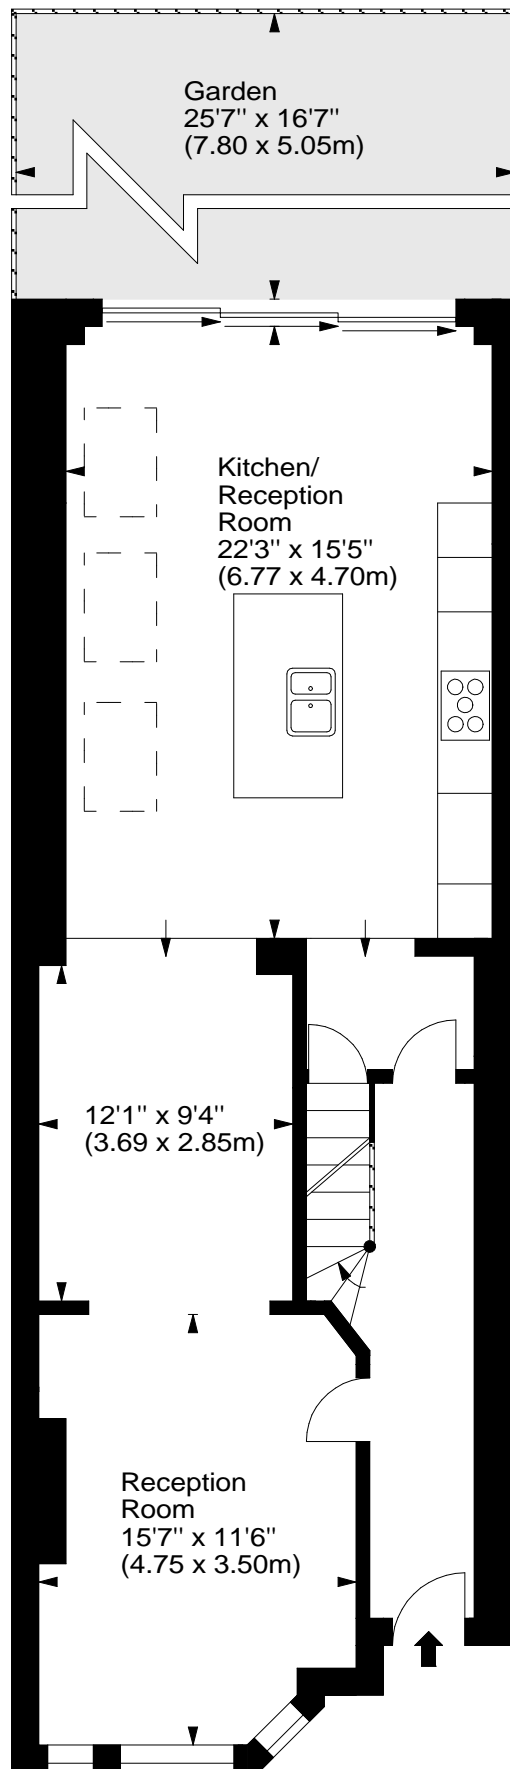 Garden
25'7" x 16'7"
(7.80 x 5.05m)
Kitchen/
Reception
Room
22'3" x 15'5"
(6.77 x 4.70m)
12'1" x 9'4"
(3.69 x 2.85m)
Reception
Room
15'7" x 11'6"
(4.75 x 3.50m)